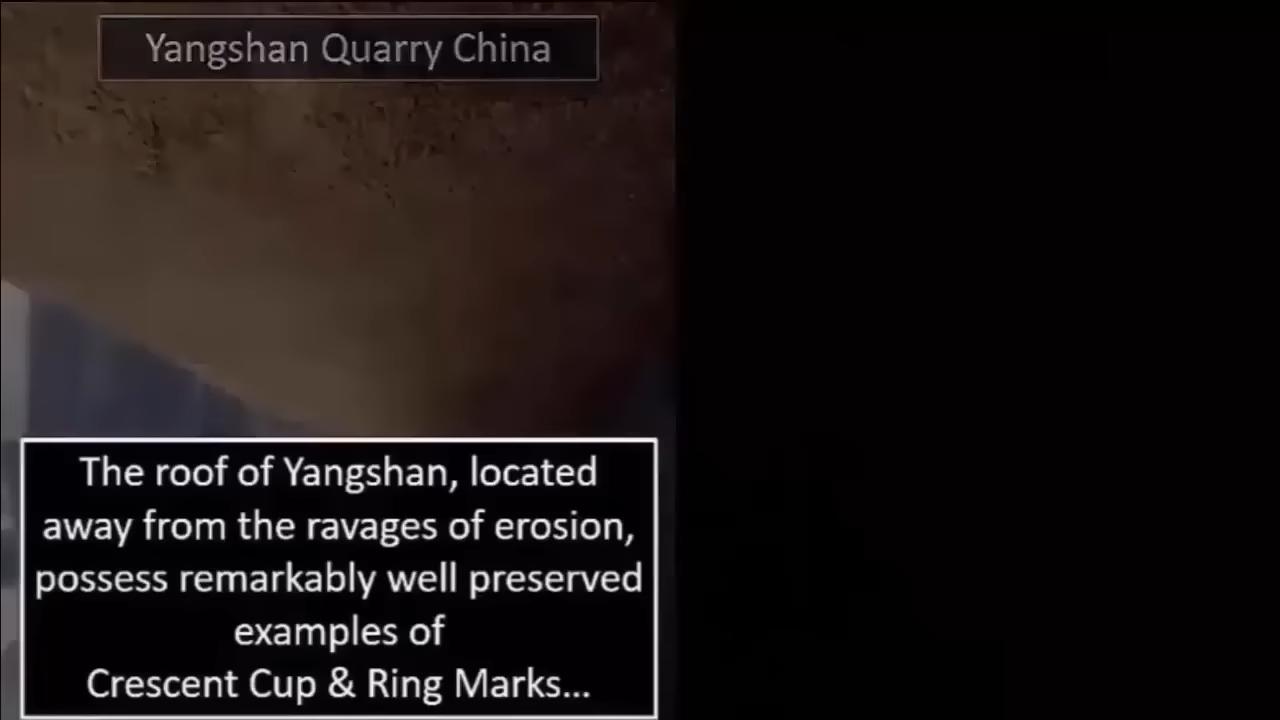 Yangshan Quarry China
The roof of Yangshan, located
away from the ravages of erosion,
possess remarkably well preserved
examples of
Crescent Cup & Ring Marks...